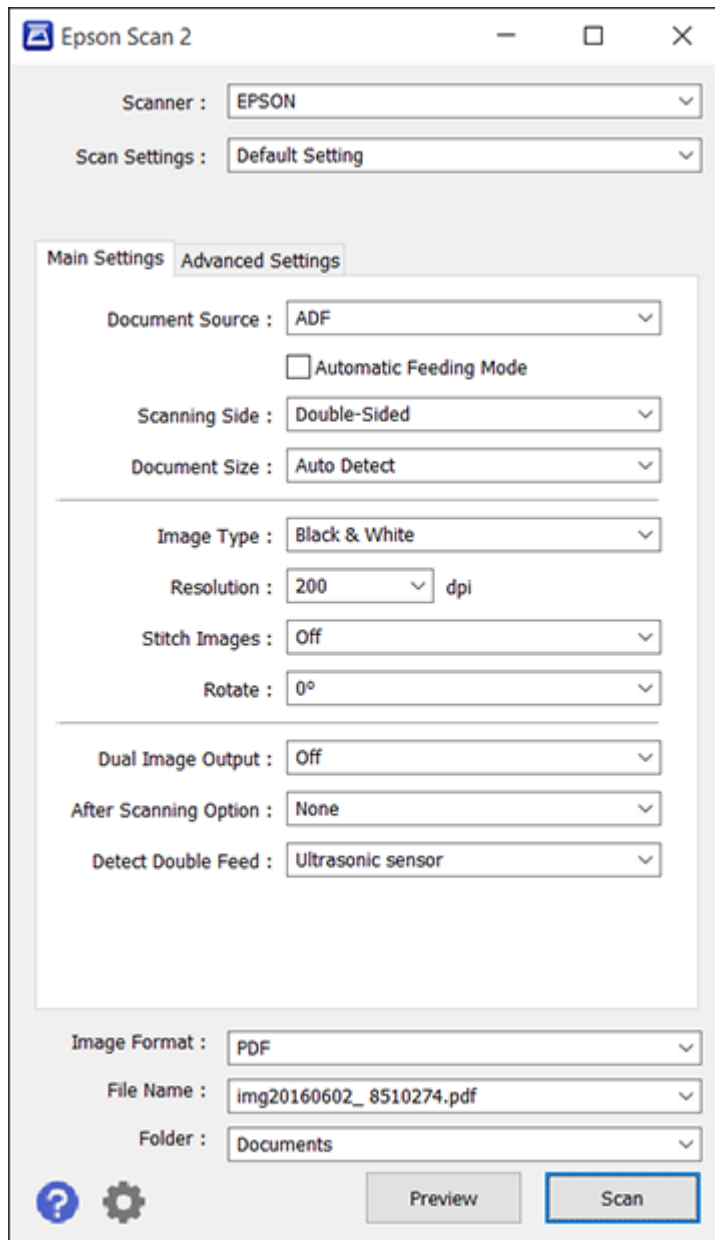 Epson Scan 2
Scanner : EPSON
Scan Settings : Default Setting
Main Settings Advanced Settings
Document Source : ADF
Automatic Feeding Mode
Scanning Side : Double-Sided
Document Size : Auto Detect
Image Type : Black & White
Resolution : 200 dpi
Stitch Images : Off
Rotate : 0º
Dual Image Output : Off
After Scanning Option : None
Detect Double Feed : Ultrasonic sensor
Image Format : PDF
File Name : img20160602_ 8510274.pdf
Folder : Documents
? Preview Scan